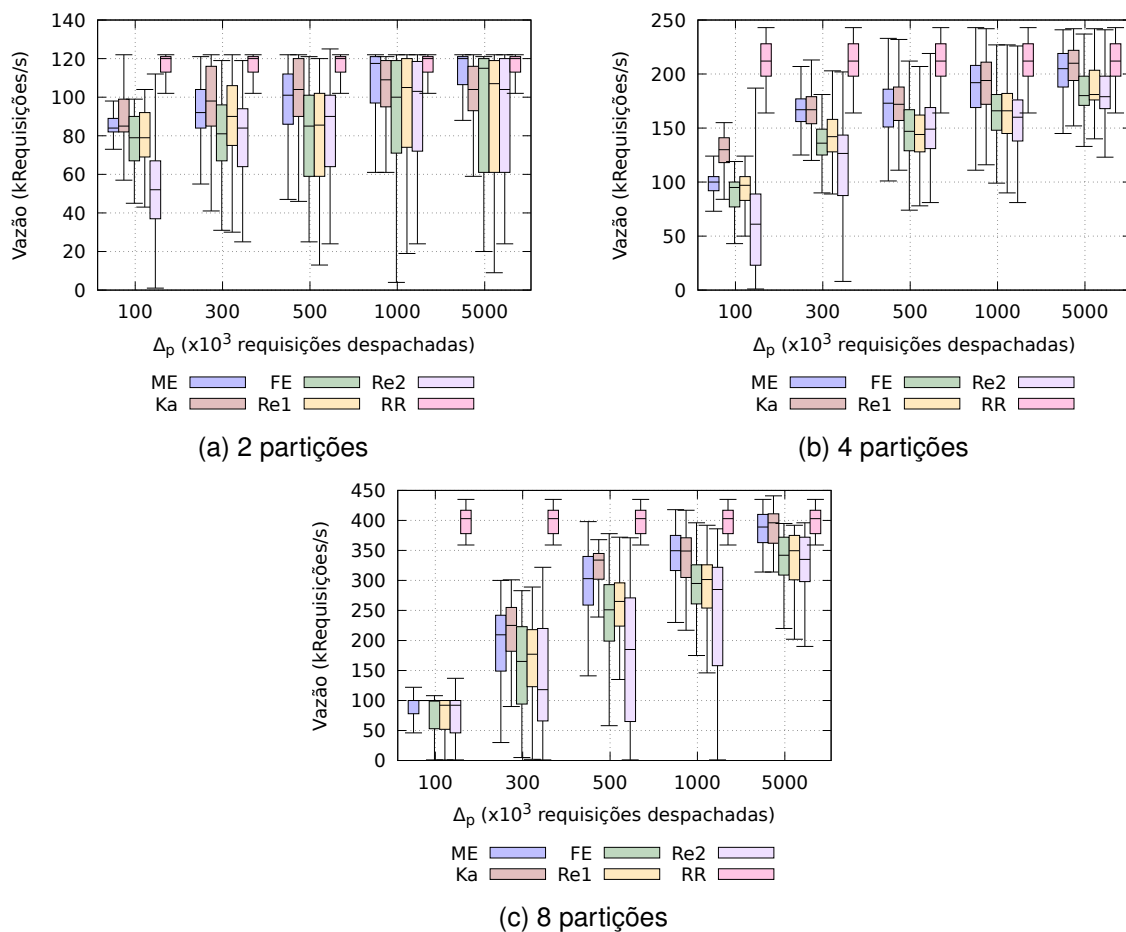 140
120
100
80
60
40
20
0
Vazão (kRequisições/s)
100 300 500 1000 5000
Δp (x10³ requisições despachadas)
ME FE Re2
Ka Re1 RR
(a) 2 partições
250
200
150
100
50
0
Vazão (kRequisições/s)
100 300 500 1000 5000
Δp (x10³ requisições despachadas)
ME FE Re2
Ka Re1 RR
(b) 4 partições
450
400
350
300
250
200
150
100
50
0
Vazão (kRequisições/s)
100 300 500 1000 5000
Δp (x10³ requisições despachadas)
ME FE Re2
Ka Re1 RR
(c) 8 partições